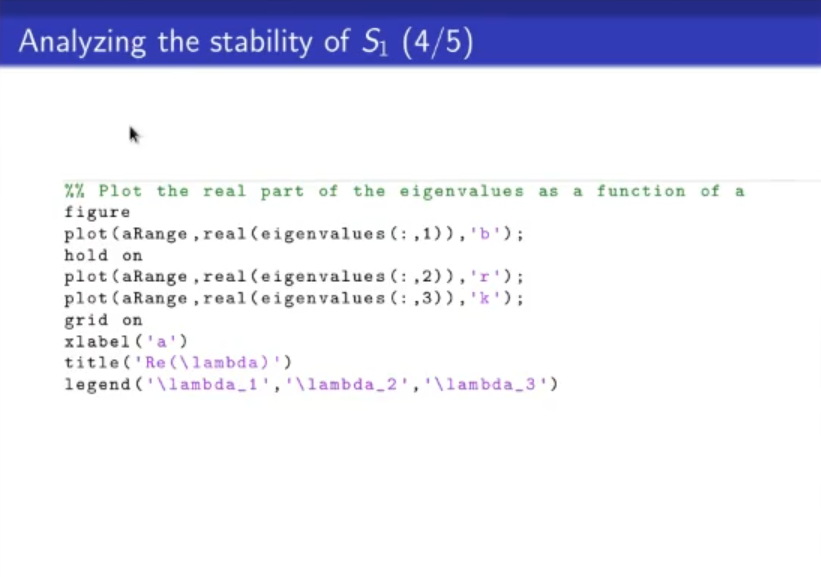 Analyzing the stability of S₁ (4/5)
%% Plot the real part of the eigenvalues as a function of a
figure
plot(aRange,real(eigenvalues(:,1)),'b');
hold on
plot(aRange,real(eigenvalues(:,2)),'r');
plot(aRange,real(eigenvalues(:,3)),'k');
grid on
xlabel('a')
title('Re(\lambda)')
legend('\lambda_1','\lambda_2','\lambda_3')